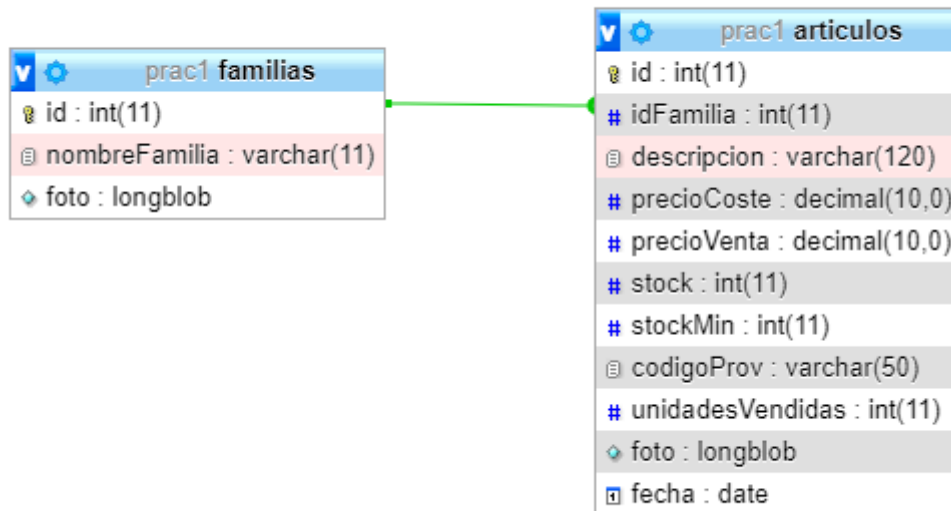 prac1 familias
id : int(11)
nombreFamilia : varchar(11)
foto : longblob
prac1 articulos
id : int(11)
idFamilia : int(11)
descripcion : varchar(120)
precioCoste : decimal(10,0)
precioVenta : decimal(10,0)
stock : int(11)
stockMin : int(11)
codigoProv : varchar(50)
unidadesVendidas : int(11)
foto : longblob
fecha : date